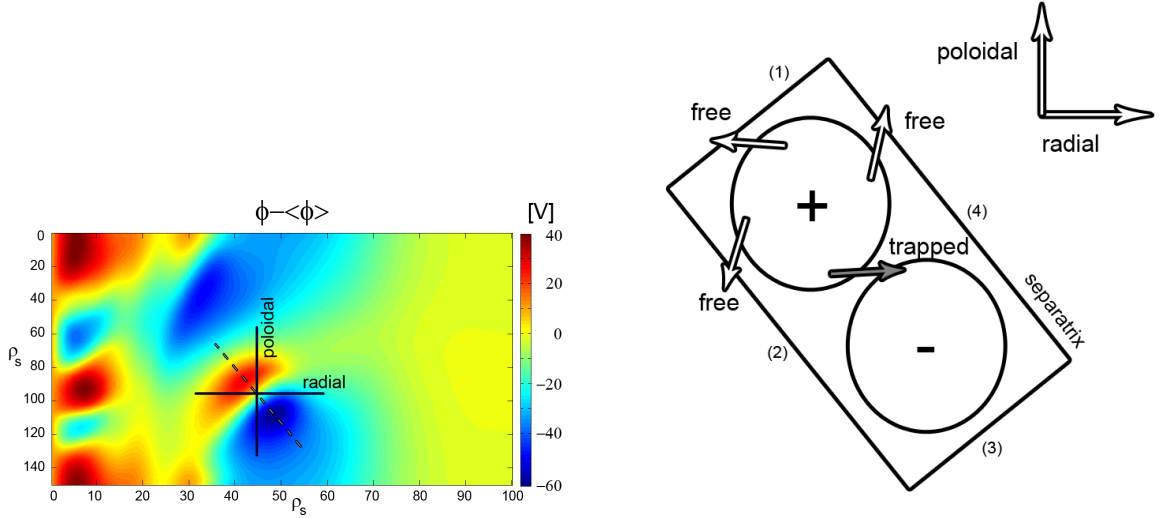 ϕ−<ϕ>
[V]
0
20
40
60
80
100
120
140
ρs
0
10
20
30
40
50
60
70
80
90
100
ρs
40
20
0
−20
−40
−60
poloidal
radial
poloidal
radial
(1)
free
free
+
(4)
trapped
free
separatrix
(2)
-
(3)